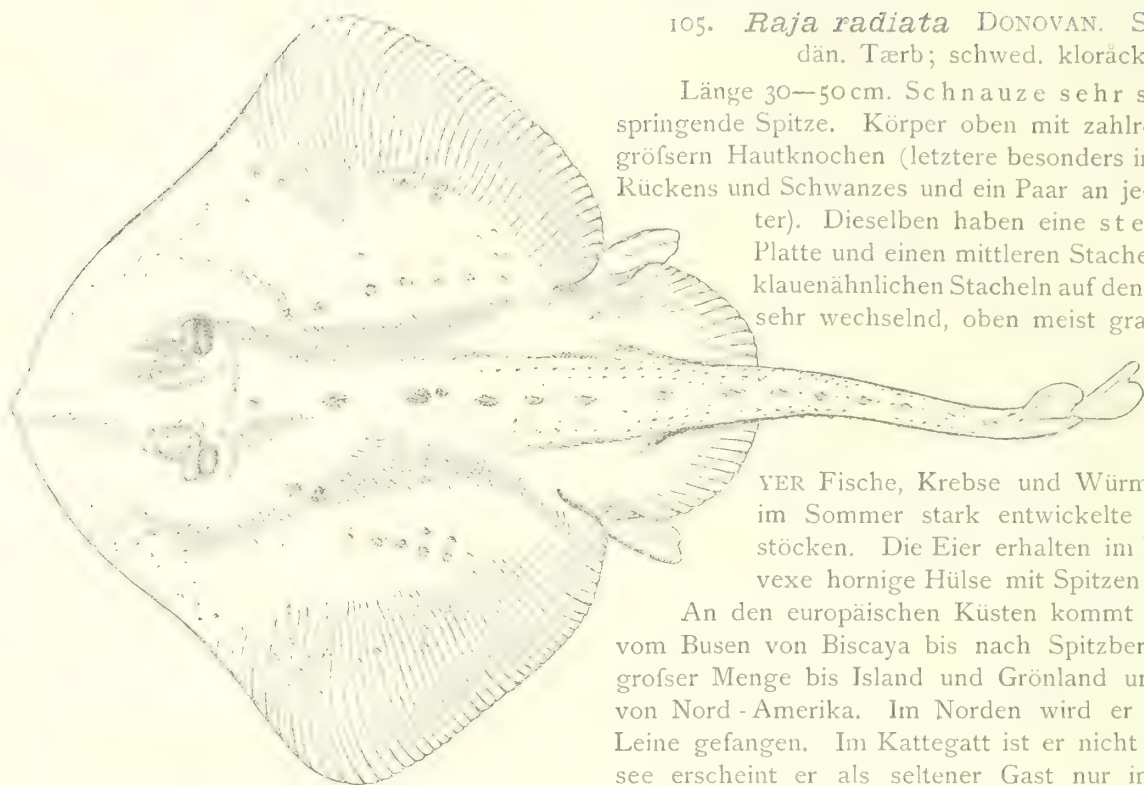 105. Raja radiata DONOVAN. S
dän. Tærb; schwed. kloråck
Länge 30—50cm. Schnauze sehr s
springende Spitze. Körper oben mit zahlr
gröfsern Hautknochen (letztere besonders in
Rückens und Schwanzes und ein Paar an je
ter). Dieselben haben eine ste
Platte und einen mittleren Stache
klauenähnlichen Stacheln auf den
sehr wechselnd, oben meist gra
YER Fische, Krebse und Würm
im Sommer stark entwickelte
stöcken. Die Eier erhalten im
vexe hornige Hülse mit Spitzen
An den europäischen Küsten kommt
vom Busen von Biscaya bis nach Spitzber
grofser Menge bis Island und Grönland un
von Nord-Amerika. Im Norden wird er
Leine gefangen. Im Kattegatt ist er nicht
see erscheint er als seltener Gast nur in